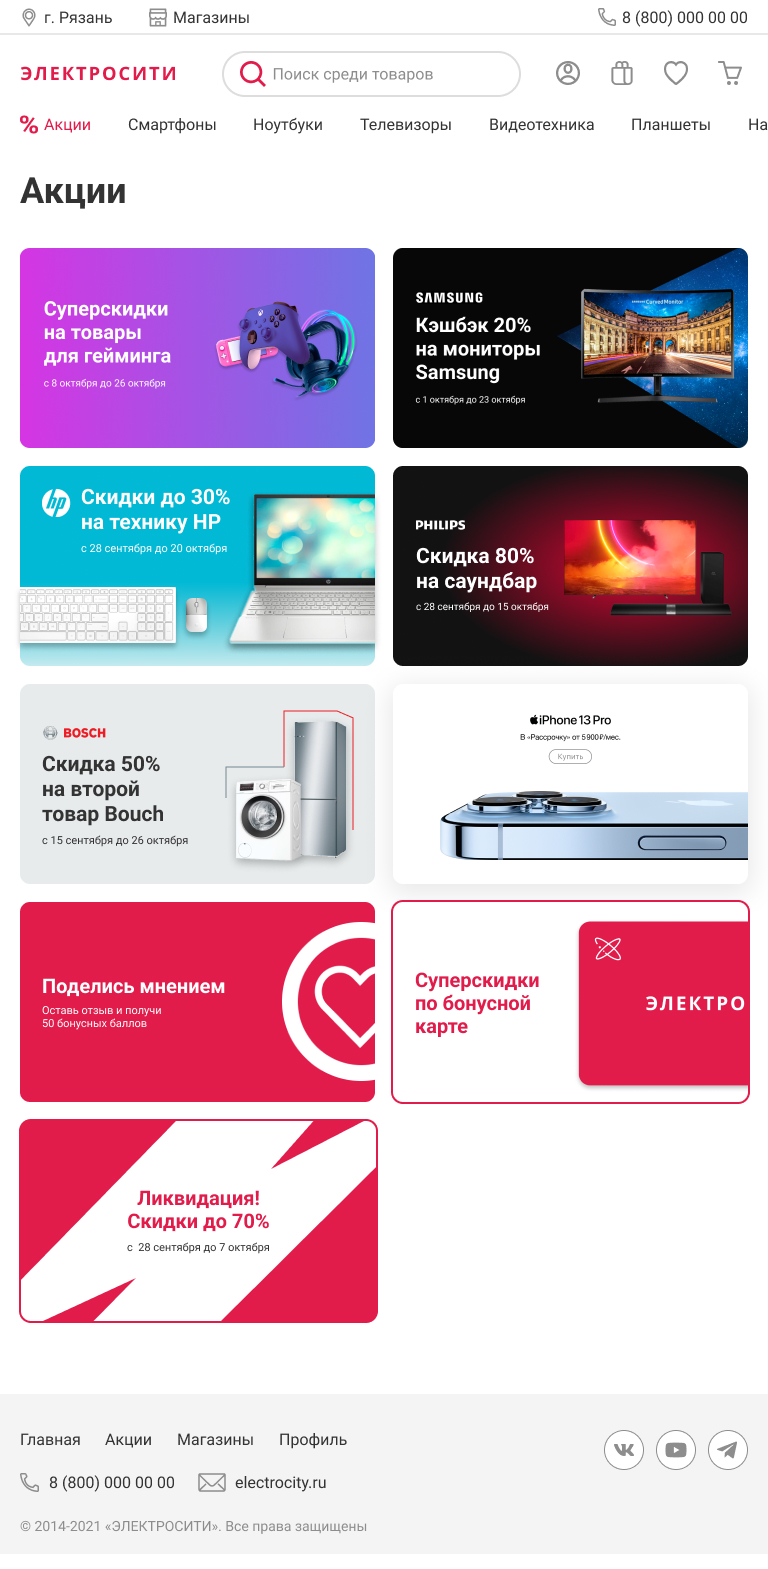 г. Рязань
Магазины
8 (800) 000 00 00
ЭЛЕКТРОСИТИ
Поиск среди товаров
% Акции
Смартфоны
Ноутбуки
Телевизоры
Видеотехника
Планшеты
На
Акции
Суперскидки
на товары
для гейминга
с 8 октября до 26 октября
SAMSUNG
Кэшбэк 20%
на мониторы
Samsung
с 1 октября до 23 октября
SAMSUNG Curved Monitor
hp
Скидки до 30%
на технику HP
с 28 сентября до 20 октября
PHILIPS
Скидка 80%
на саундбар
с 28 сентября до 15 октября
BOSCH
Скидка 50%
на второй
товар Bouch
с 15 сентября до 26 октября
iPhone 13 Pro
В «Рассрочку» от 5 900 ₽/мес.
Купить
Поделись мнением
Оставь отзыв и получи
50 бонусных баллов
Суперскидки
по бонусной
карте
ЭЛЕКТРО
Ликвидация!
Скидки до 70%
с 28 сентября до 7 октября
Главная
Акции
Магазины
Профиль
8 (800) 000 00 00
electrocity.ru
© 2014-2021 «ЭЛЕКТРОСИТИ». Все права защищены